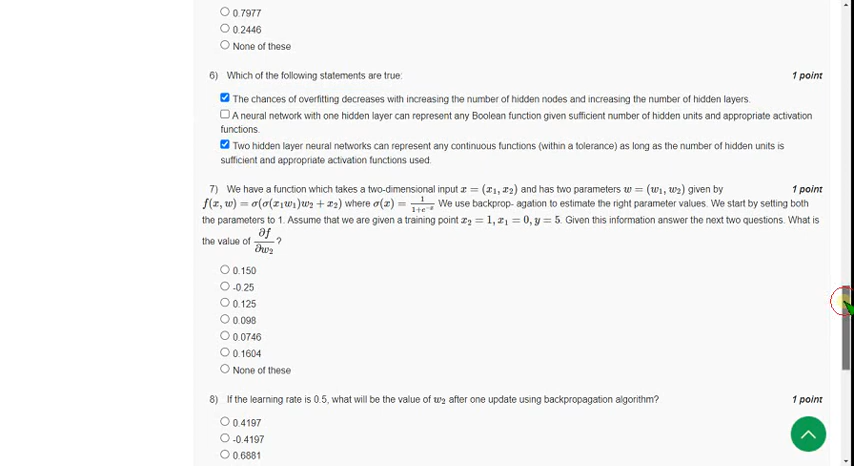 0.7977
0.2446
None of these
6) Which of the following statements are true: 1 point
The chances of overfitting decreases with increasing the number of hidden nodes and increasing the number of hidden layers.
A neural network with one hidden layer can represent any Boolean function given sufficient number of hidden units and appropriate activation
functions.
Two hidden layer neural networks can represent any continuous functions (within a tolerance) as long as the number of hidden units is
sufficient and appropriate activation functions used.
7) We have a function which takes a two-dimensional input x = (x₁, x₂) and has two parameters w = (w₁, w₂) given by 1 point
f(x, w) = σ(σ(x₁w₁)w₂ + x₂) where σ(x) = 1/(1+e⁻ˣ) We use backprop- agation to estimate the right parameter values. We start by setting both
the parameters to 1. Assume that we are given a training point x₂ = 1, x₁ = 0, y = 5. Given this information answer the next two questions. What is
the value of ∂f/∂w₂?
0.150
-0.25
0.125
0.098
0.0746
0.1604
None of these
8) If the learning rate is 0.5, what will be the value of w₂ after one update using backpropagation algorithm? 1 point
0.4197
-0.4197
0.6881